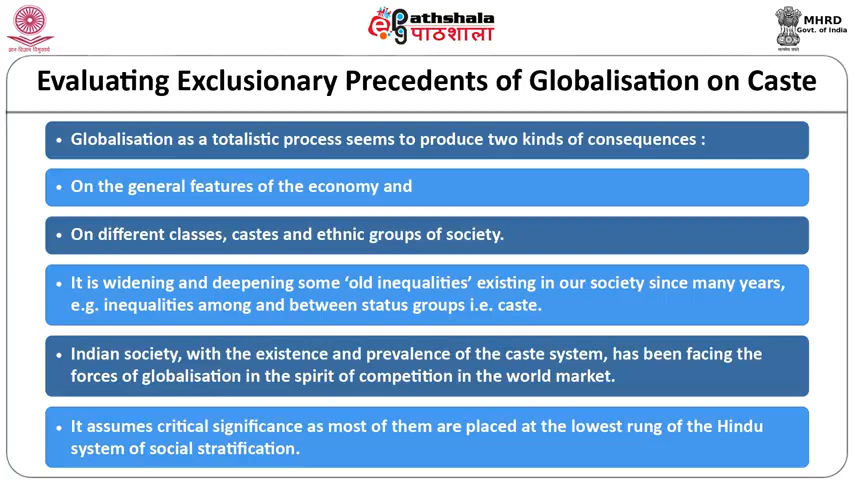 Pathshala
पाठशाला
MHRD
Govt. of India
Evaluating Exclusionary Precedents of Globalisation on Caste
• Globalisation as a totalistic process seems to produce two kinds of consequences :
• On the general features of the economy and
• On different classes, castes and ethnic groups of society.
• It is widening and deepening some ‘old inequalities’ existing in our society since many years,
e.g. inequalities among and between status groups i.e. caste.
• Indian society, with the existence and prevalence of the caste system, has been facing the
forces of globalisation in the spirit of competition in the world market.
• It assumes critical significance as most of them are placed at the lowest rung of the Hindu
system of social stratification.